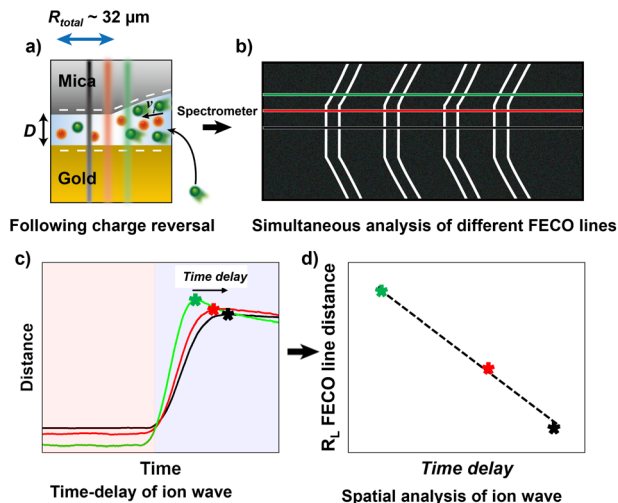 R_total ~ 32 µm
a)
b)
Mica
v
D
Gold
Spectrometer
Following charge reversal
Simultaneous analysis of different FECO lines
c)
d)
Time delay
Distance
R_L FECO line distance
Time
Time delay
Time-delay of ion wave
Spatial analysis of ion wave